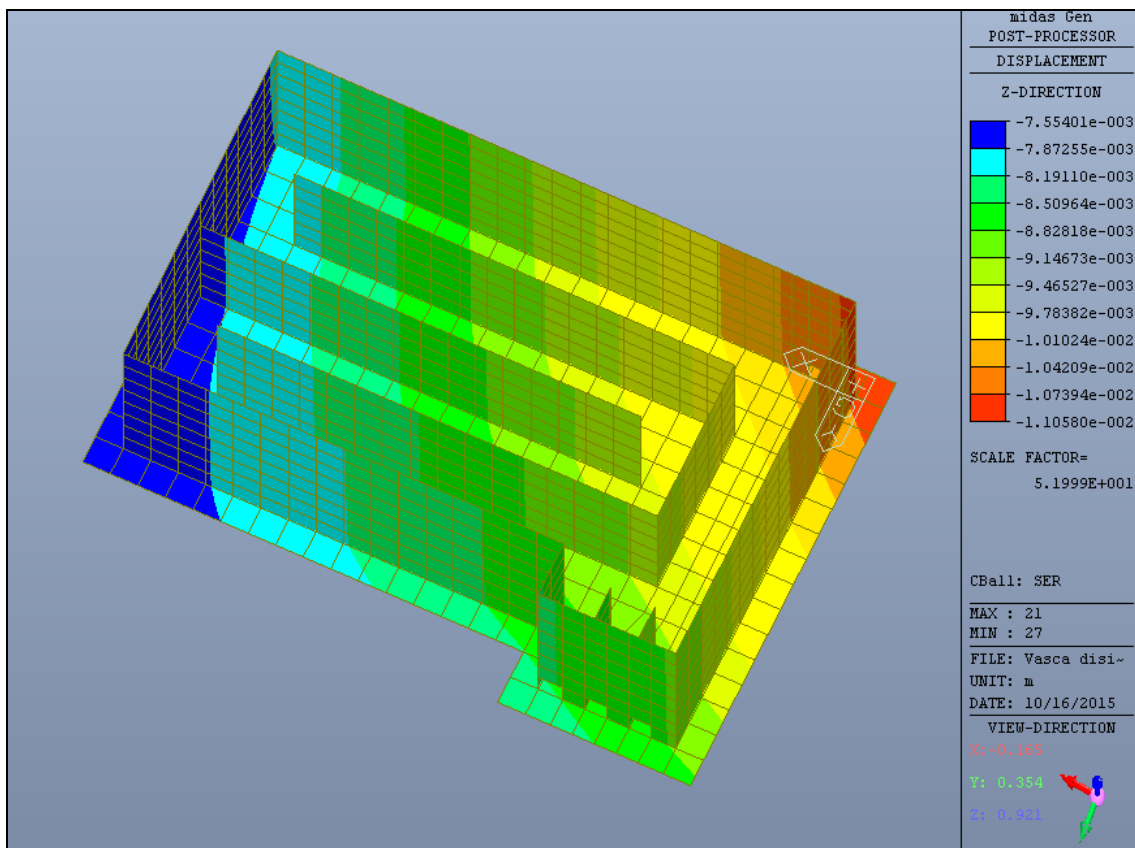 midas Gen
POST-PROCESSOR
DISPLACEMENT
Z-DIRECTION
-7.55401e-003
-7.87255e-003
-8.19110e-003
-8.50964e-003
-8.82818e-003
-9.14673e-003
-9.46527e-003
-9.78382e-003
-1.01024e-002
-1.04209e-002
-1.07394e-002
-1.10580e-002
SCALE FACTOR=
5.1999E+001
CBall: SER
MAX : 21
MIN : 27
FILE: Vasca disi~
UNIT: m
DATE: 10/16/2015
VIEW-DIRECTION
X:-0.165
Y: 0.354
Z: 0.921